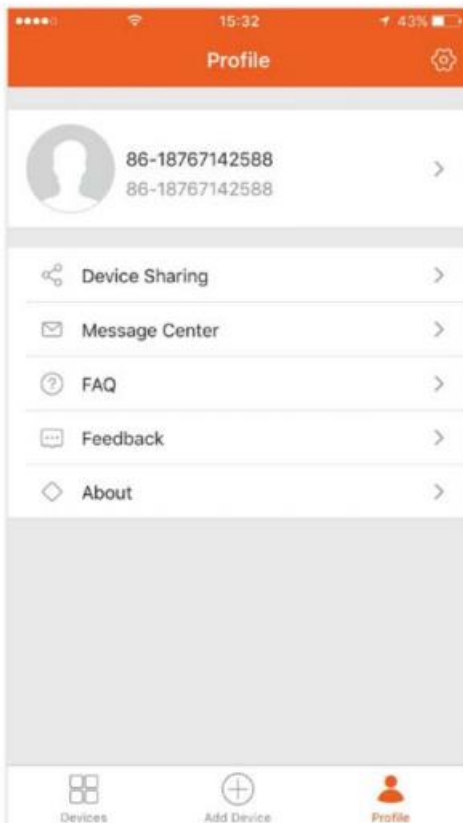 15:32
43%
Profile
86-18767142588
86-18767142588
Device Sharing
Message Center
FAQ
Feedback
About
Devices
Add Device
Profile